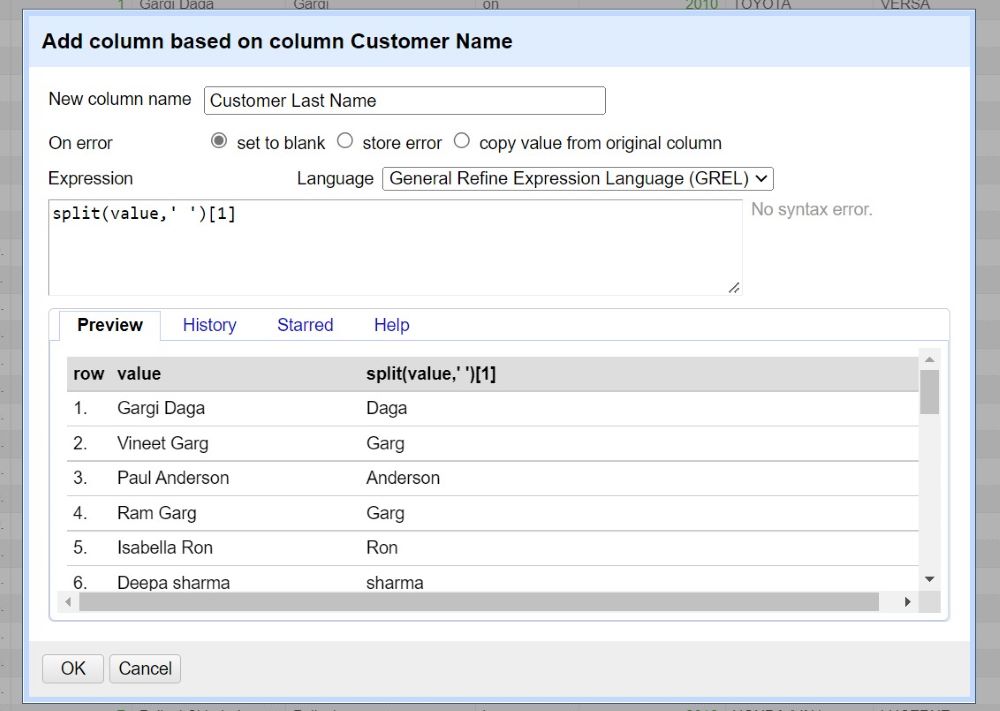 1 Gargi Daga Gargi on 2010 TOYOTA VERSA
Add column based on column Customer Name
New column name Customer Last Name
On error set to blank store error copy value from original column
Expression Language General Refine Expression Language (GREL)
split(value,' ')[1] No syntax error.
Preview History Starred Help
row value split(value,' ')[1]
1. Gargi Daga Daga
2. Vineet Garg Garg
3. Paul Anderson Anderson
4. Ram Garg Garg
5. Isabella Ron Ron
6. Deepa sharma sharma
OK Cancel